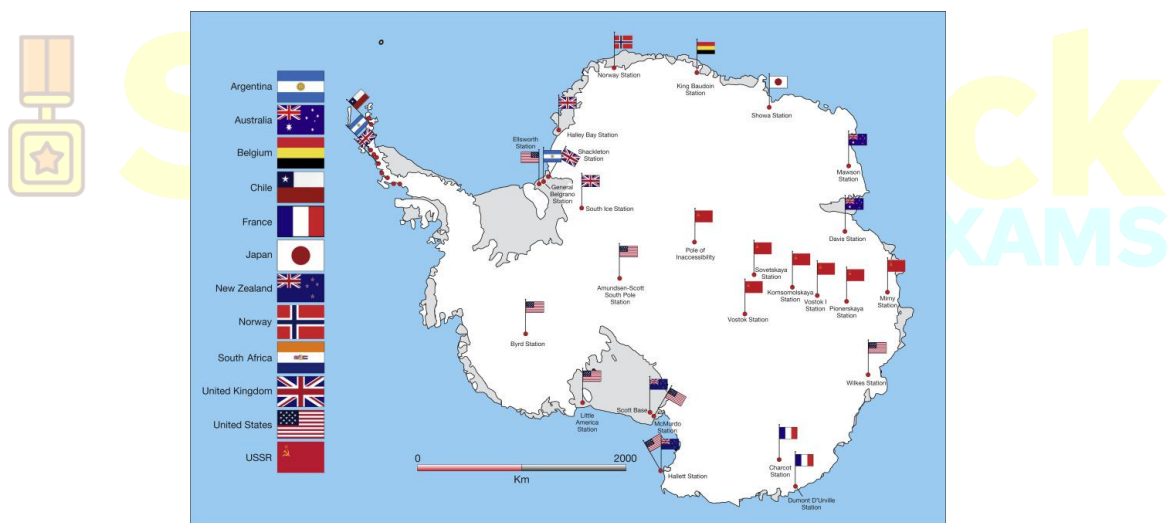 Argentina
Australia
Belgium
Chile
France
Japan
New Zealand
Norway
South Africa
United Kingdom
United States
USSR
Norway Station
King Baudoin
Station
Showa Station
Halley Bay Station
Ellsworth
Station
Shackleton
Station
General
Belgrano
Station
South Ice Station
Mawson
Station
Davis Station
Pole of
Inaccessibility
Sovetskaya
Station
Komsomolskaya
Station
Vostok I
Station
Pionerskaya
Station
Mirny
Station
Vostok Station
Amundsen-Scott
South Pole
Station
Byrd Station
Wilkes Station
Little
America
Station
Scott Base
McMurdo
Station
Hallett Station
Charcot
Station
Dumont D'Urville
Station
0
2000
Km
ck
XAMS